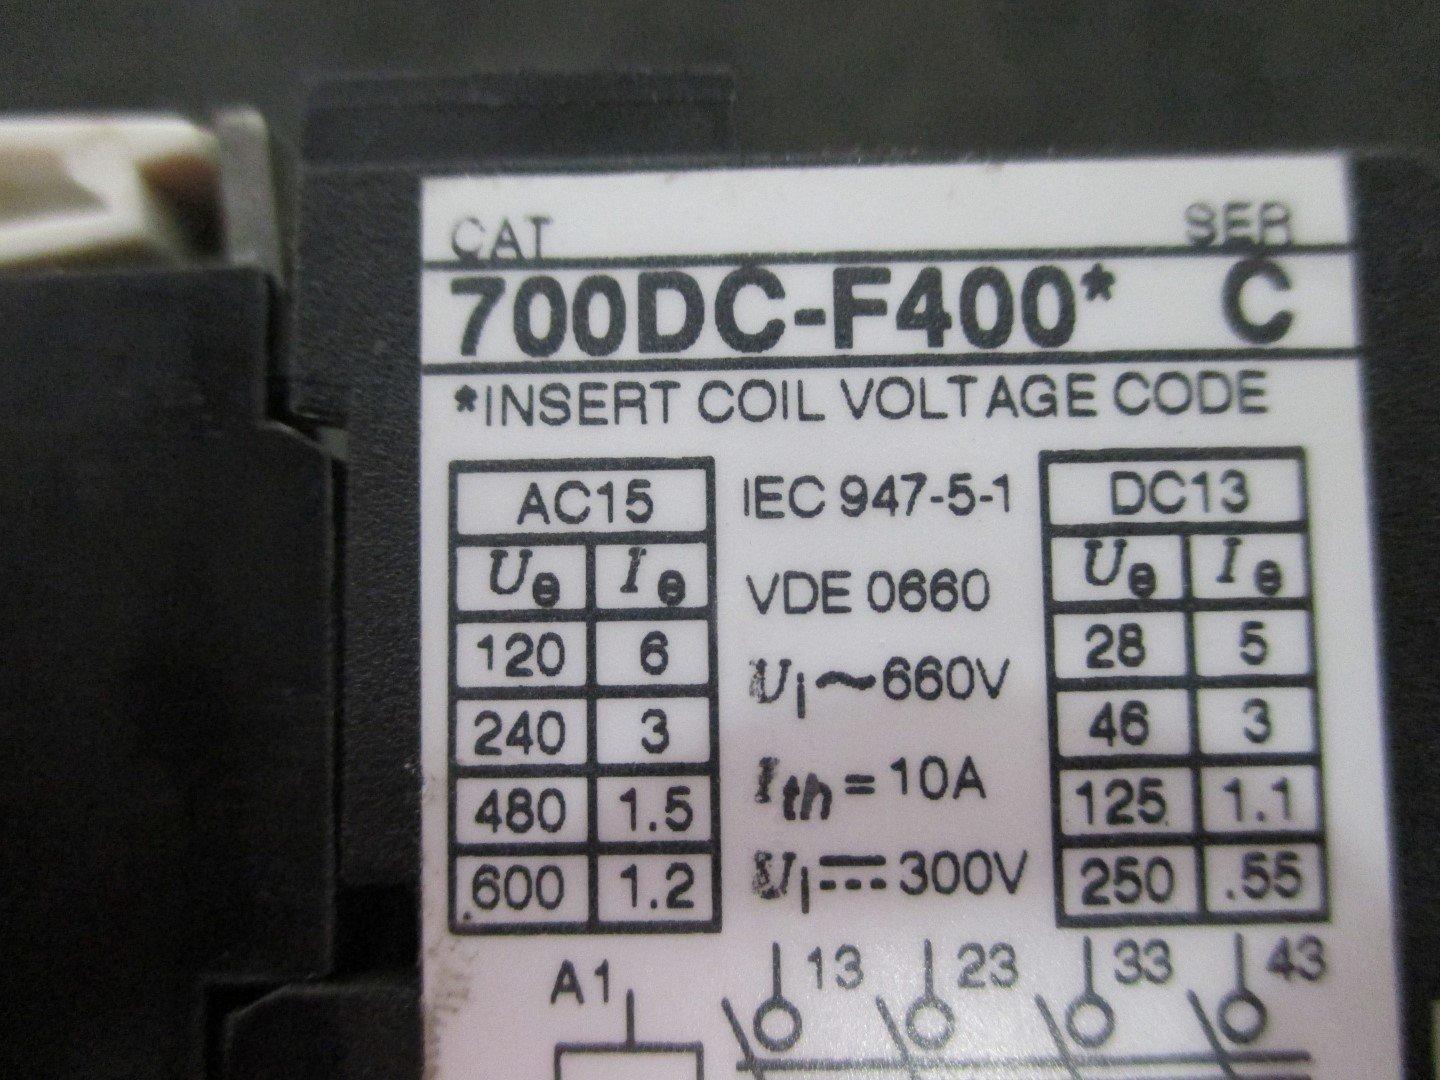 CAT SER
700DC-F400* C
*INSERT COIL VOLTAGE CODE
AC15 IEC 947-5-1 DC13
Ue Ie VDE 0660 Ue Ie
120 6 Ui ~ 660V 28 5
240 3 46 3
480 1.5 Ith = 10A 125 1.1
600 1.2 Ui ⎓ 300V 250 .55
A1 13 23 33 43